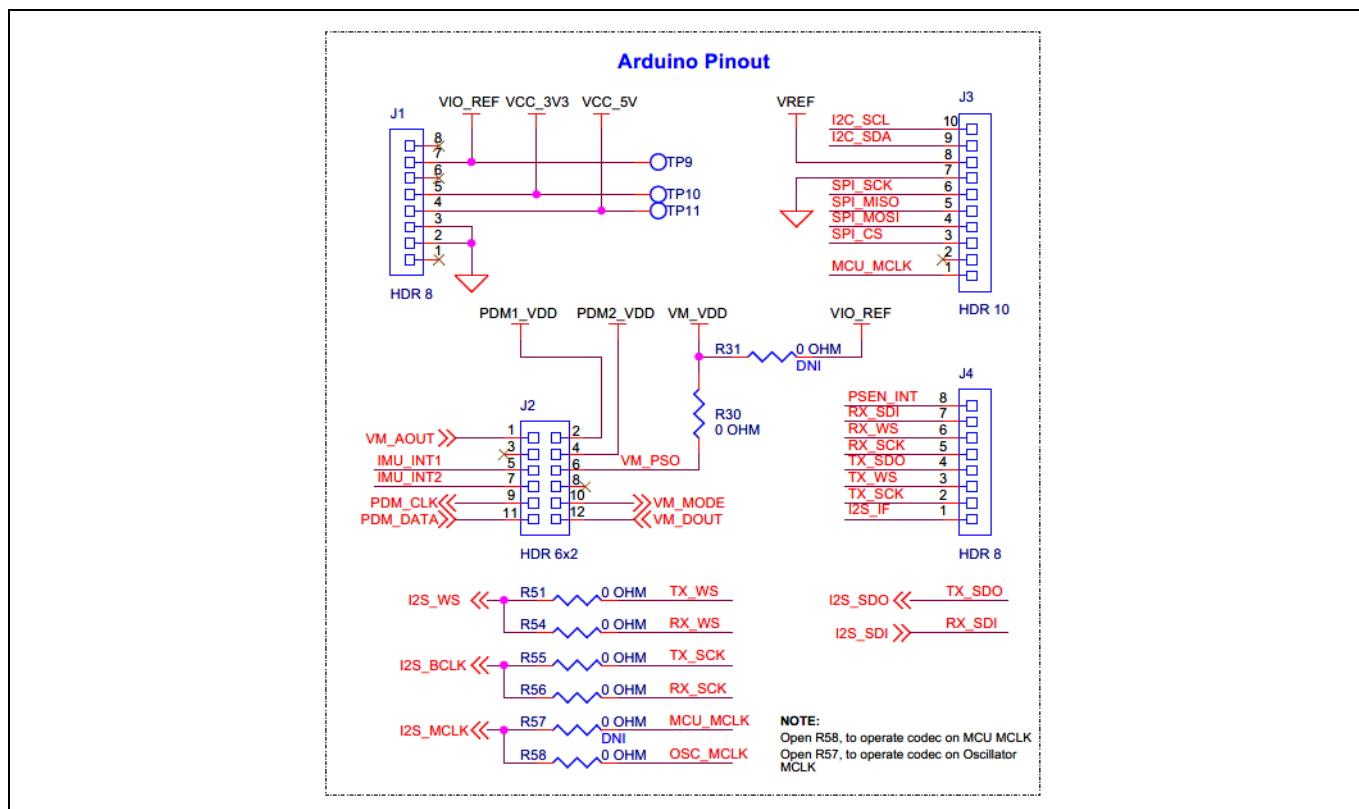 Arduino Pinout
J1
VIO_REF VCC_3V3 VCC_5V
8
7
6
5
4
3
2
1
TP9
TP10
TP11
HDR 8
VREF
J3
I2C_SCL 10
I2C_SDA 9
8
7
SPI_SCK 6
SPI_MISO 5
SPI_MOSI 4
SPI_CS 3
2
MCU_MCLK 1
HDR 10
PDM1_VDD PDM2_VDD VM_VDD VIO_REF
R31 0 OHM
DNI
R30
0 OHM
J2
VM_AOUT 1 2
3 4
IMU_INT1 5 6 VM_PSO
IMU_INT2 7 8
PDM_CLK 9 10 VM_MODE
PDM_DATA 11 12 VM_DOUT
HDR 6x2
J4
PSEN_INT 8
RX_SDI 7
RX_WS 6
RX_SCK 5
TX_SDO 4
TX_WS 3
TX_SCK 2
I2S_IF 1
HDR 8
I2S_WS R51 0 OHM TX_WS
R54 0 OHM RX_WS
I2S_BCLK R55 0 OHM TX_SCK
R56 0 OHM RX_SCK
I2S_MCLK R57 0 OHM MCU_MCLK
DNI
R58 0 OHM OSC_MCLK
I2S_SDO TX_SDO
I2S_SDI RX_SDI
NOTE:
Open R58, to operate codec on MCU MCLK
Open R57, to operate codec on Oscillator
MCLK